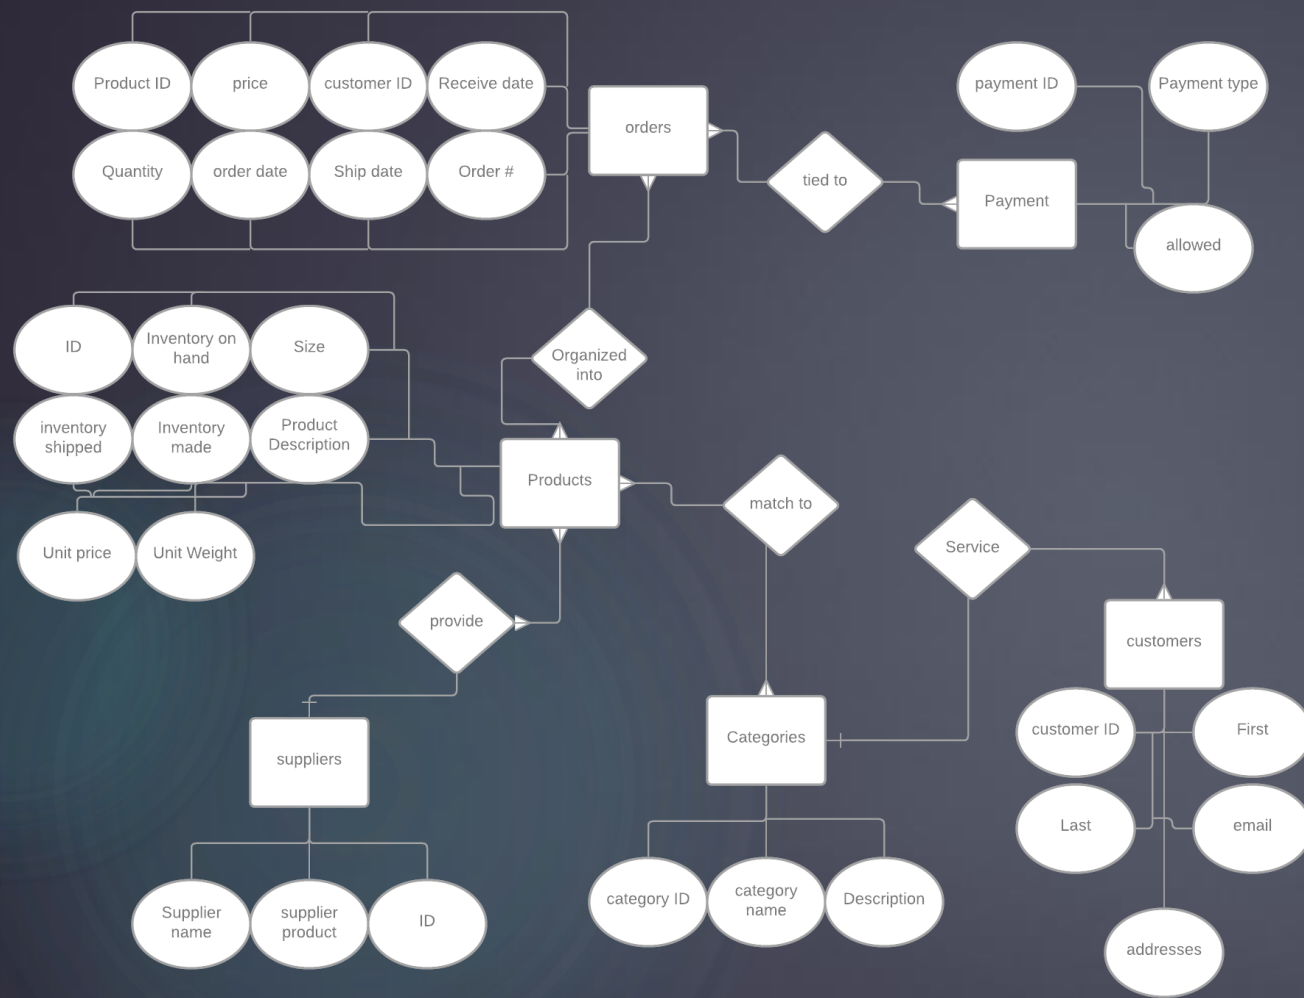 Product ID
price
customer ID
Receive date
orders
payment ID
Payment type
Quantity
order date
Ship date
Order #
tied to
Payment
allowed
ID
Inventory on
hand
Size
Organized
into
inventory
shipped
Inventory
made
Product
Description
Products
match to
Unit price
Unit Weight
Service
provide
customers
suppliers
Categories
customer ID
First
Last
email
Supplier
name
supplier
product
ID
category ID
category
name
Description
addresses